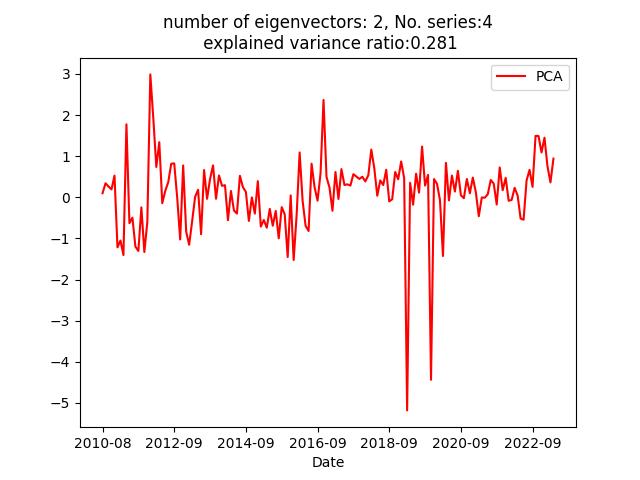 number of eigenvectors: 2, No. series:4
explained variance ratio:0.281
PCA
3
2
1
0
−1
−2
−3
−4
−5
2010-08 2012-09 2014-09 2016-09 2018-09 2020-09 2022-09
Date